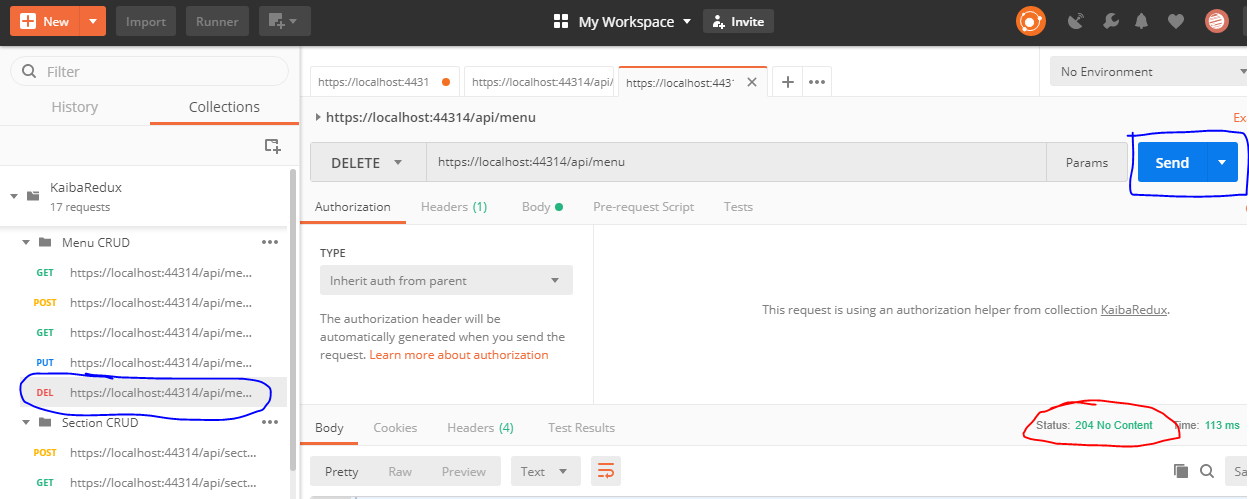 New
Import
Runner
My Workspace
Invite
Filter
History
Collections
KaibaRedux
17 requests
Menu CRUD
GET https://localhost:44314/api/me...
POST https://localhost:44314/api/me...
GET https://localhost:44314/api/me...
PUT https://localhost:44314/api/me...
DEL https://localhost:44314/api/me...
Section CRUD
POST https://localhost:44314/api/sect...
GET https://localhost:44314/api/sect...
https://localhost:4431
https://localhost:44314/api/
https://localhost:443
No Environment
https://localhost:44314/api/menu
Ex
DELETE https://localhost:44314/api/menu Params Send
Authorization Headers (1) Body Pre-request Script Tests
TYPE
Inherit auth from parent
The authorization header will be
automatically generated when you send the
request. Learn more about authorization
This request is using an authorization helper from collection KaibaRedux.
Body Cookies Headers (4) Test Results Status: 204 No Content Time: 113 ms
Pretty Raw Preview Text Sa